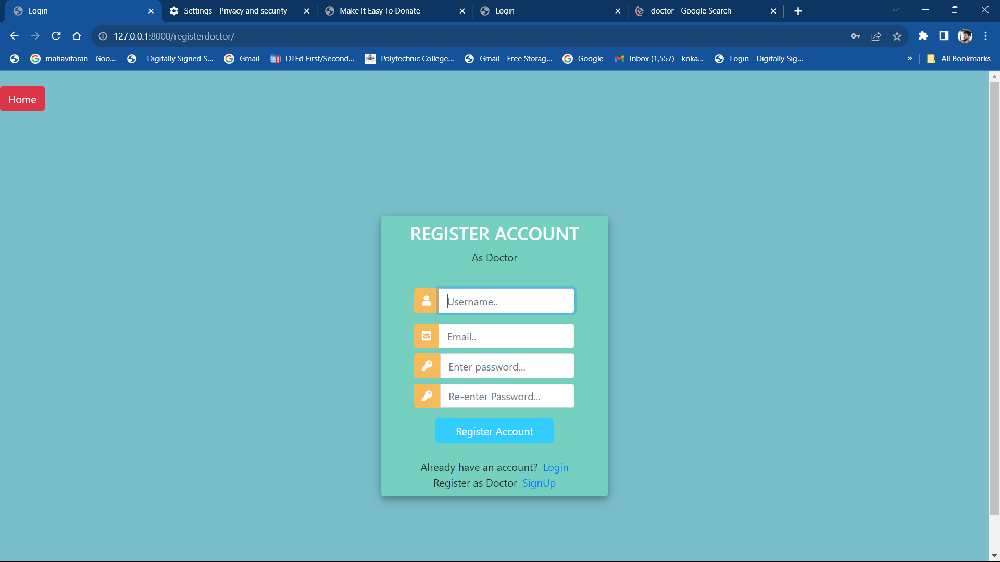 Login
Settings - Privacy and security
Make It Easy To Donate
Login
doctor - Google Search
127.0.0.1:8000/registerdoctor/
mahavitaran - Goo...
- Digitally Signed S...
Gmail
DTEd First/Second...
Polytechnic College...
Gmail - Free Storag...
Google
Inbox (1,557) - koka...
Login - Digitally Sig...
»
All Bookmarks
Home
REGISTER ACCOUNT
As Doctor
Username..
Email..
Enter password...
Re-enter Password...
Register Account
Already have an account? Login
Register as Doctor SignUp